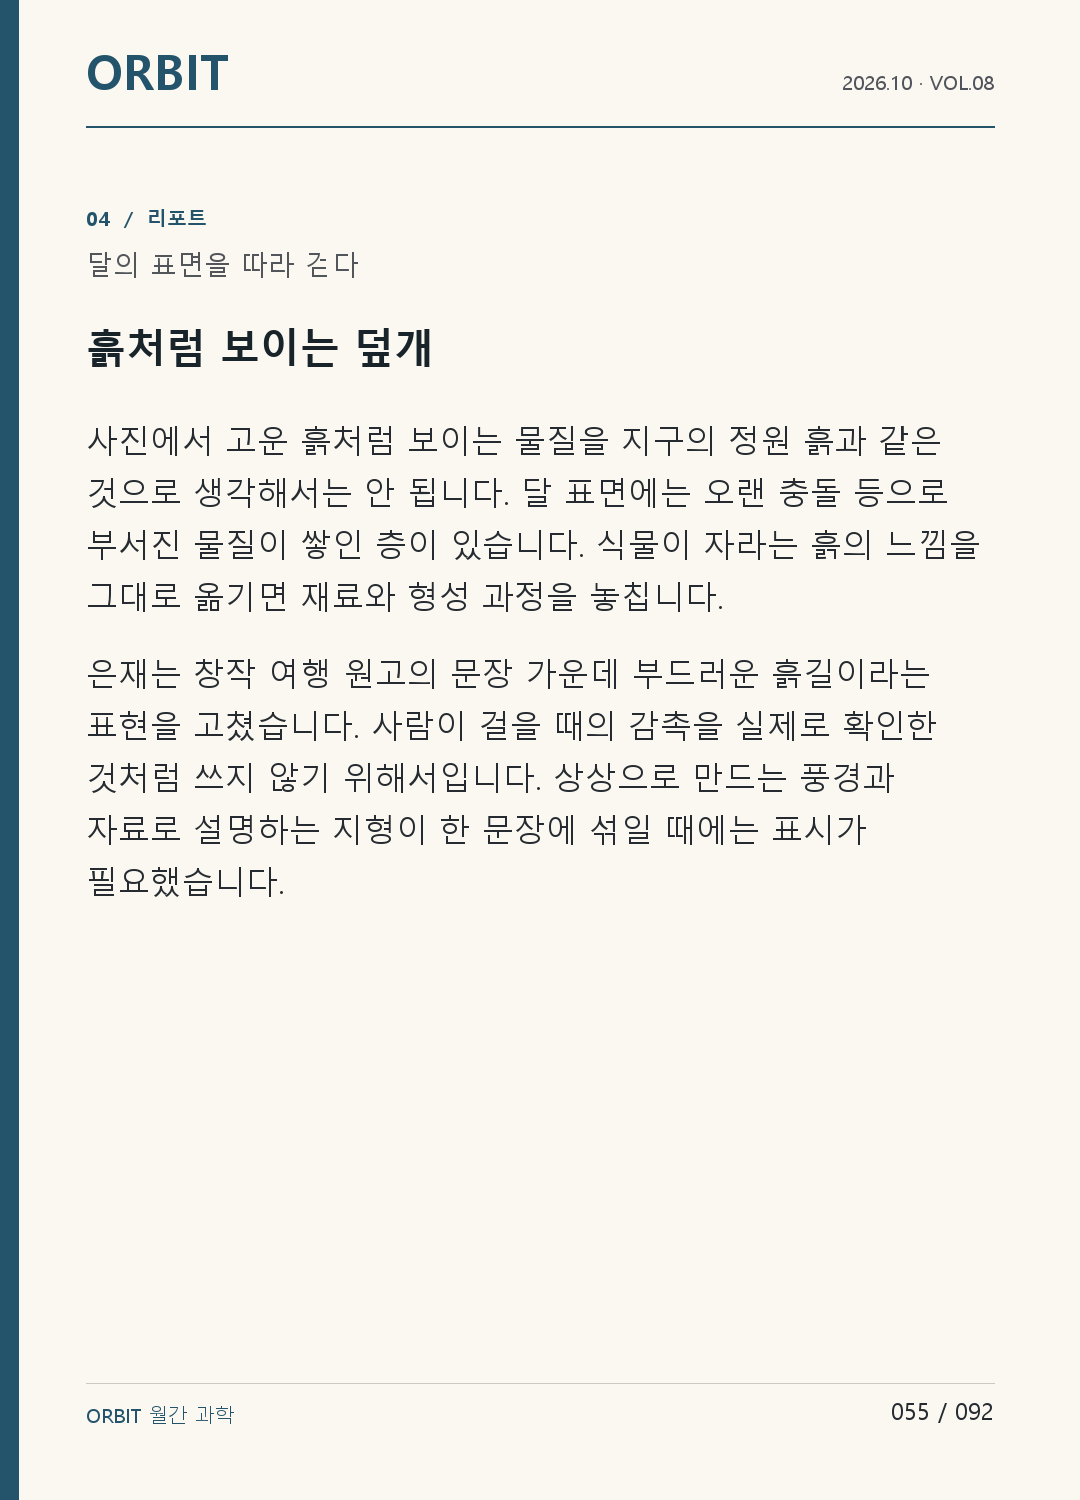 ORBIT
2026.10 · VOL.08
04 / 리포트
달의 표면을 따라 걷다
흙처럼 보이는 덮개
사진에서 고운 흙처럼 보이는 물질을 지구의 정원 흙과 같은
것으로 생각해서는 안 됩니다. 달 표면에는 오랜 충돌 등으로
부서진 물질이 쌓인 층이 있습니다. 식물이 자라는 흙의 느낌을
그대로 옮기면 재료와 형성 과정을 놓칩니다.
은재는 창작 여행 원고의 문장 가운데 부드러운 흙길이라는
표현을 고쳤습니다. 사람이 걸을 때의 감촉을 실제로 확인한
것처럼 쓰지 않기 위해서입니다. 상상으로 만드는 풍경과
자료로 설명하는 지형이 한 문장에 섞일 때에는 표시가
필요했습니다.
ORBIT 월간 과학
055 / 092